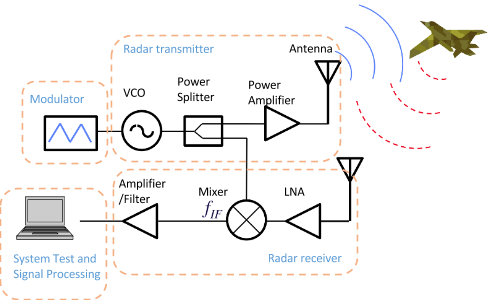 Radar transmitter
Antenna
Modulator
VCO
Power
Splitter
Power
Amplifier
Amplifier
/Filter
Mixer
LNA
fIF
System Test and
Signal Processing
Radar receiver